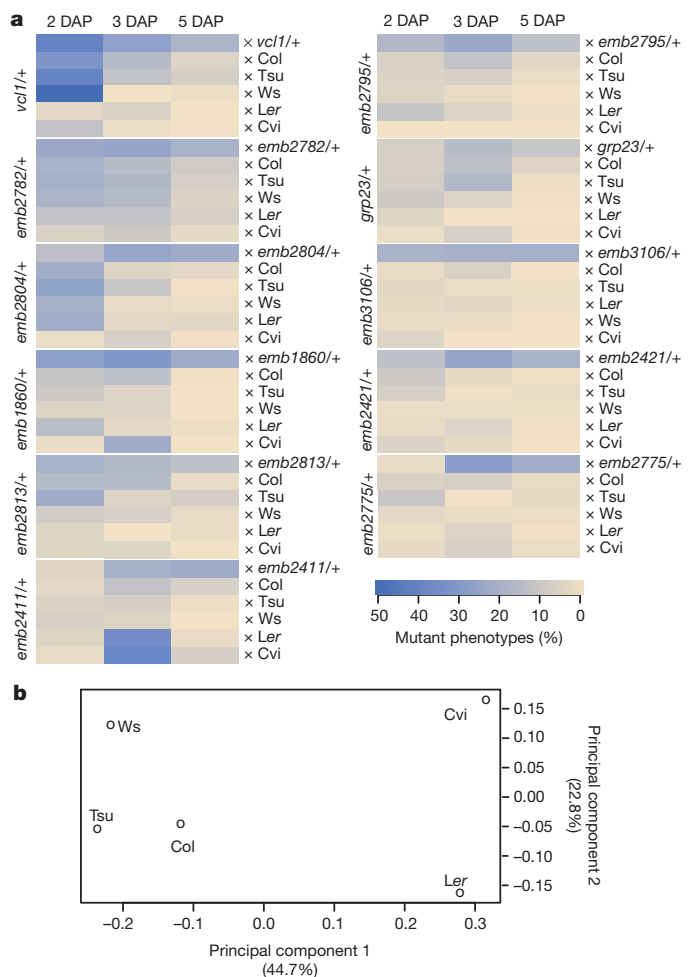 a
2 DAP 3 DAP 5 DAP
vcl1/+
× vcl1/+
× Col
× Tsu
× Ws
× Ler
× Cvi
emb2782/+
× emb2782/+
× Col
× Tsu
× Ws
× Ler
× Cvi
emb2804/+
× emb2804/+
× Col
× Tsu
× Ws
× Ler
× Cvi
emb1860/+
× emb1860/+
× Col
× Tsu
× Ws
× Ler
× Cvi
emb2813/+
× emb2813/+
× Col
× Tsu
× Ws
× Ler
× Cvi
emb2411/+
× emb2411/+
× Col
× Tsu
× Ws
× Ler
× Cvi
2 DAP 3 DAP 5 DAP
emb2795/+
× emb2795/+
× Col
× Tsu
× Ws
× Ler
× Cvi
grp23/+
× grp23/+
× Col
× Tsu
× Ws
× Ler
× Cvi
emb3106/+
× emb3106/+
× Col
× Tsu
× Ler
× Ws
× Cvi
emb2421/+
× emb2421/+
× Col
× Tsu
× Ws
× Ler
× Cvi
emb2775/+
× emb2775/+
× Col
× Tsu
× Ws
× Ler
× Cvi
50 40 30 20 10 0
Mutant phenotypes (%)
b
Ws
Cvi
Tsu
Col
Ler
0.15
0.10
0.05
0.00
−0.05
−0.10
−0.15
Principal component 2
(22.8%)
−0.2 −0.1 0.0 0.1 0.2 0.3
Principal component 1
(44.7%)